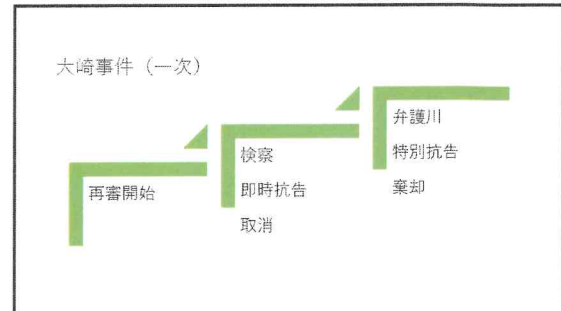 大崎事件（一次）
再審開始
検察
即時抗告
取消
弁護川
特別抗告
棄却